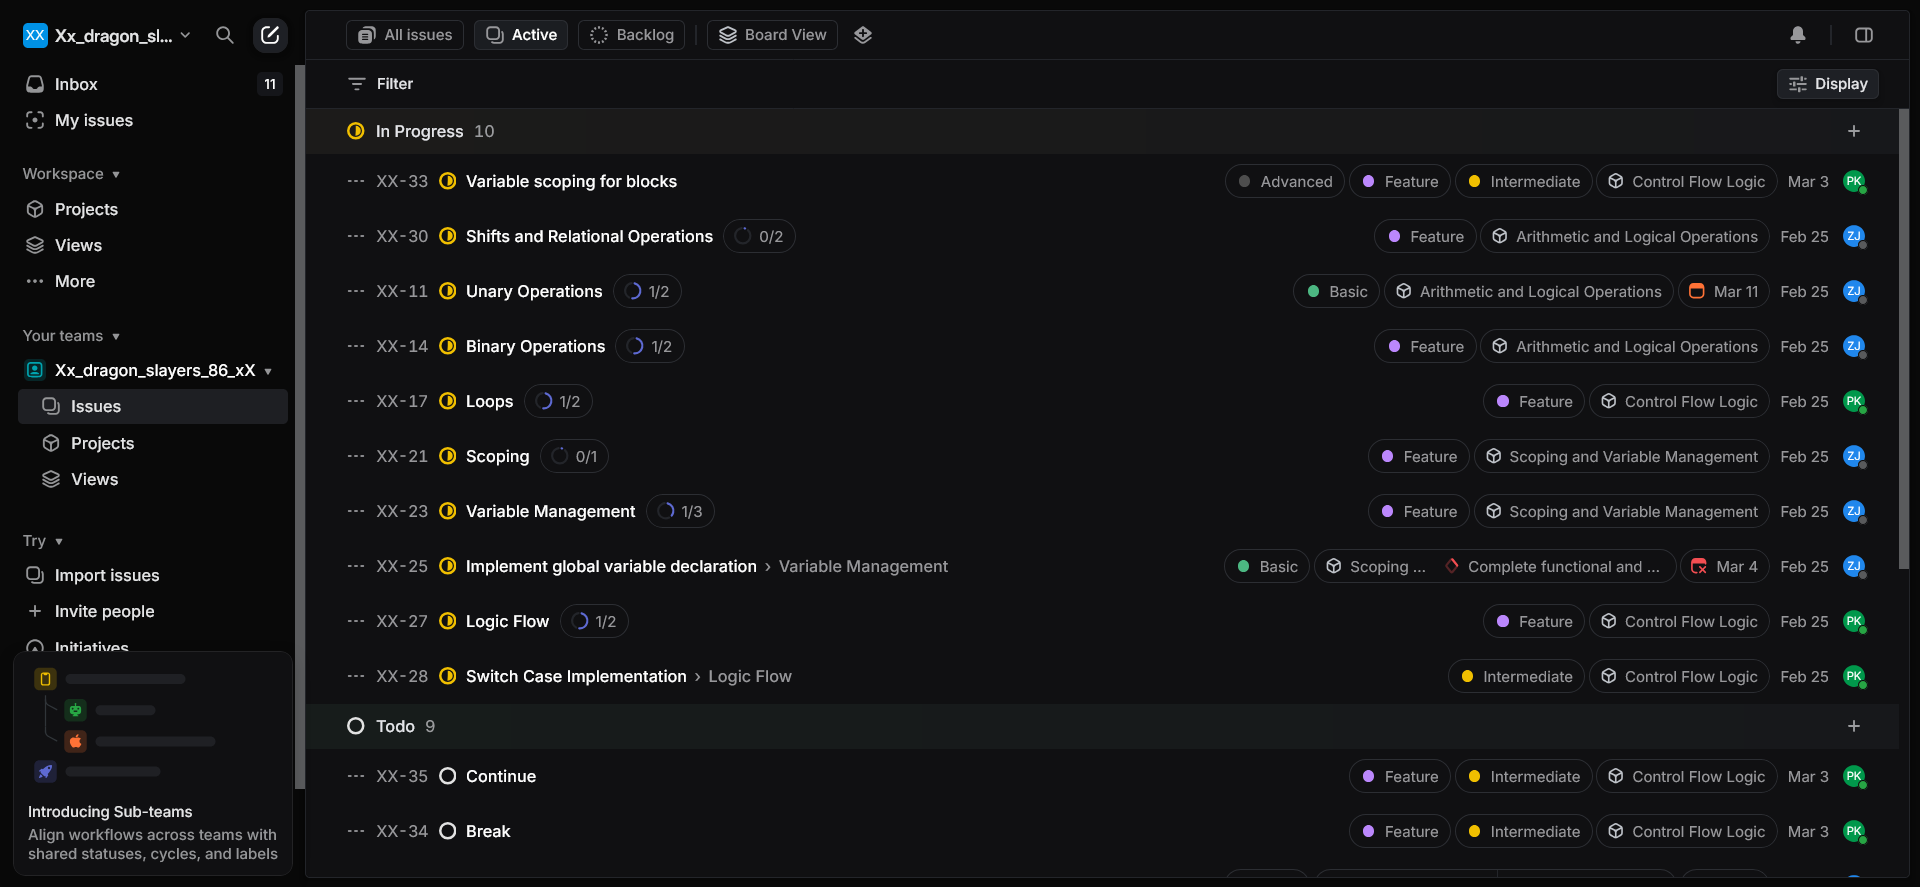 XX Xx_dragon_sl...
All issues
Active
Backlog
Board View
Inbox 11
My issues
Workspace
Projects
Views
More
Your teams
Xx_dragon_slayers_86_xX
Issues
Projects
Views
Try
Import issues
Invite people
Initiatives
Introducing Sub-teams
Align workflows across teams with
shared statuses, cycles, and labels
Filter
Display
In Progress 10
XX-33 Variable scoping for blocks Advanced Feature Intermediate Control Flow Logic Mar 3 PK
XX-30 Shifts and Relational Operations 0/2 Feature Arithmetic and Logical Operations Feb 25 ZJ
XX-11 Unary Operations 1/2 Basic Arithmetic and Logical Operations Mar 11 Feb 25 ZJ
XX-14 Binary Operations 1/2 Feature Arithmetic and Logical Operations Feb 25 ZJ
XX-17 Loops 1/2 Feature Control Flow Logic Feb 25 PK
XX-21 Scoping 0/1 Feature Scoping and Variable Management Feb 25 ZJ
XX-23 Variable Management 1/3 Feature Scoping and Variable Management Feb 25 ZJ
XX-25 Implement global variable declaration › Variable Management Basic Scoping ... Complete functional and ... Mar 4 Feb 25 ZJ
XX-27 Logic Flow 1/2 Feature Control Flow Logic Feb 25 PK
XX-28 Switch Case Implementation › Logic Flow Intermediate Control Flow Logic Feb 25 PK
Todo 9
XX-35 Continue Feature Intermediate Control Flow Logic Mar 3 PK
XX-34 Break Feature Intermediate Control Flow Logic Mar 3 PK